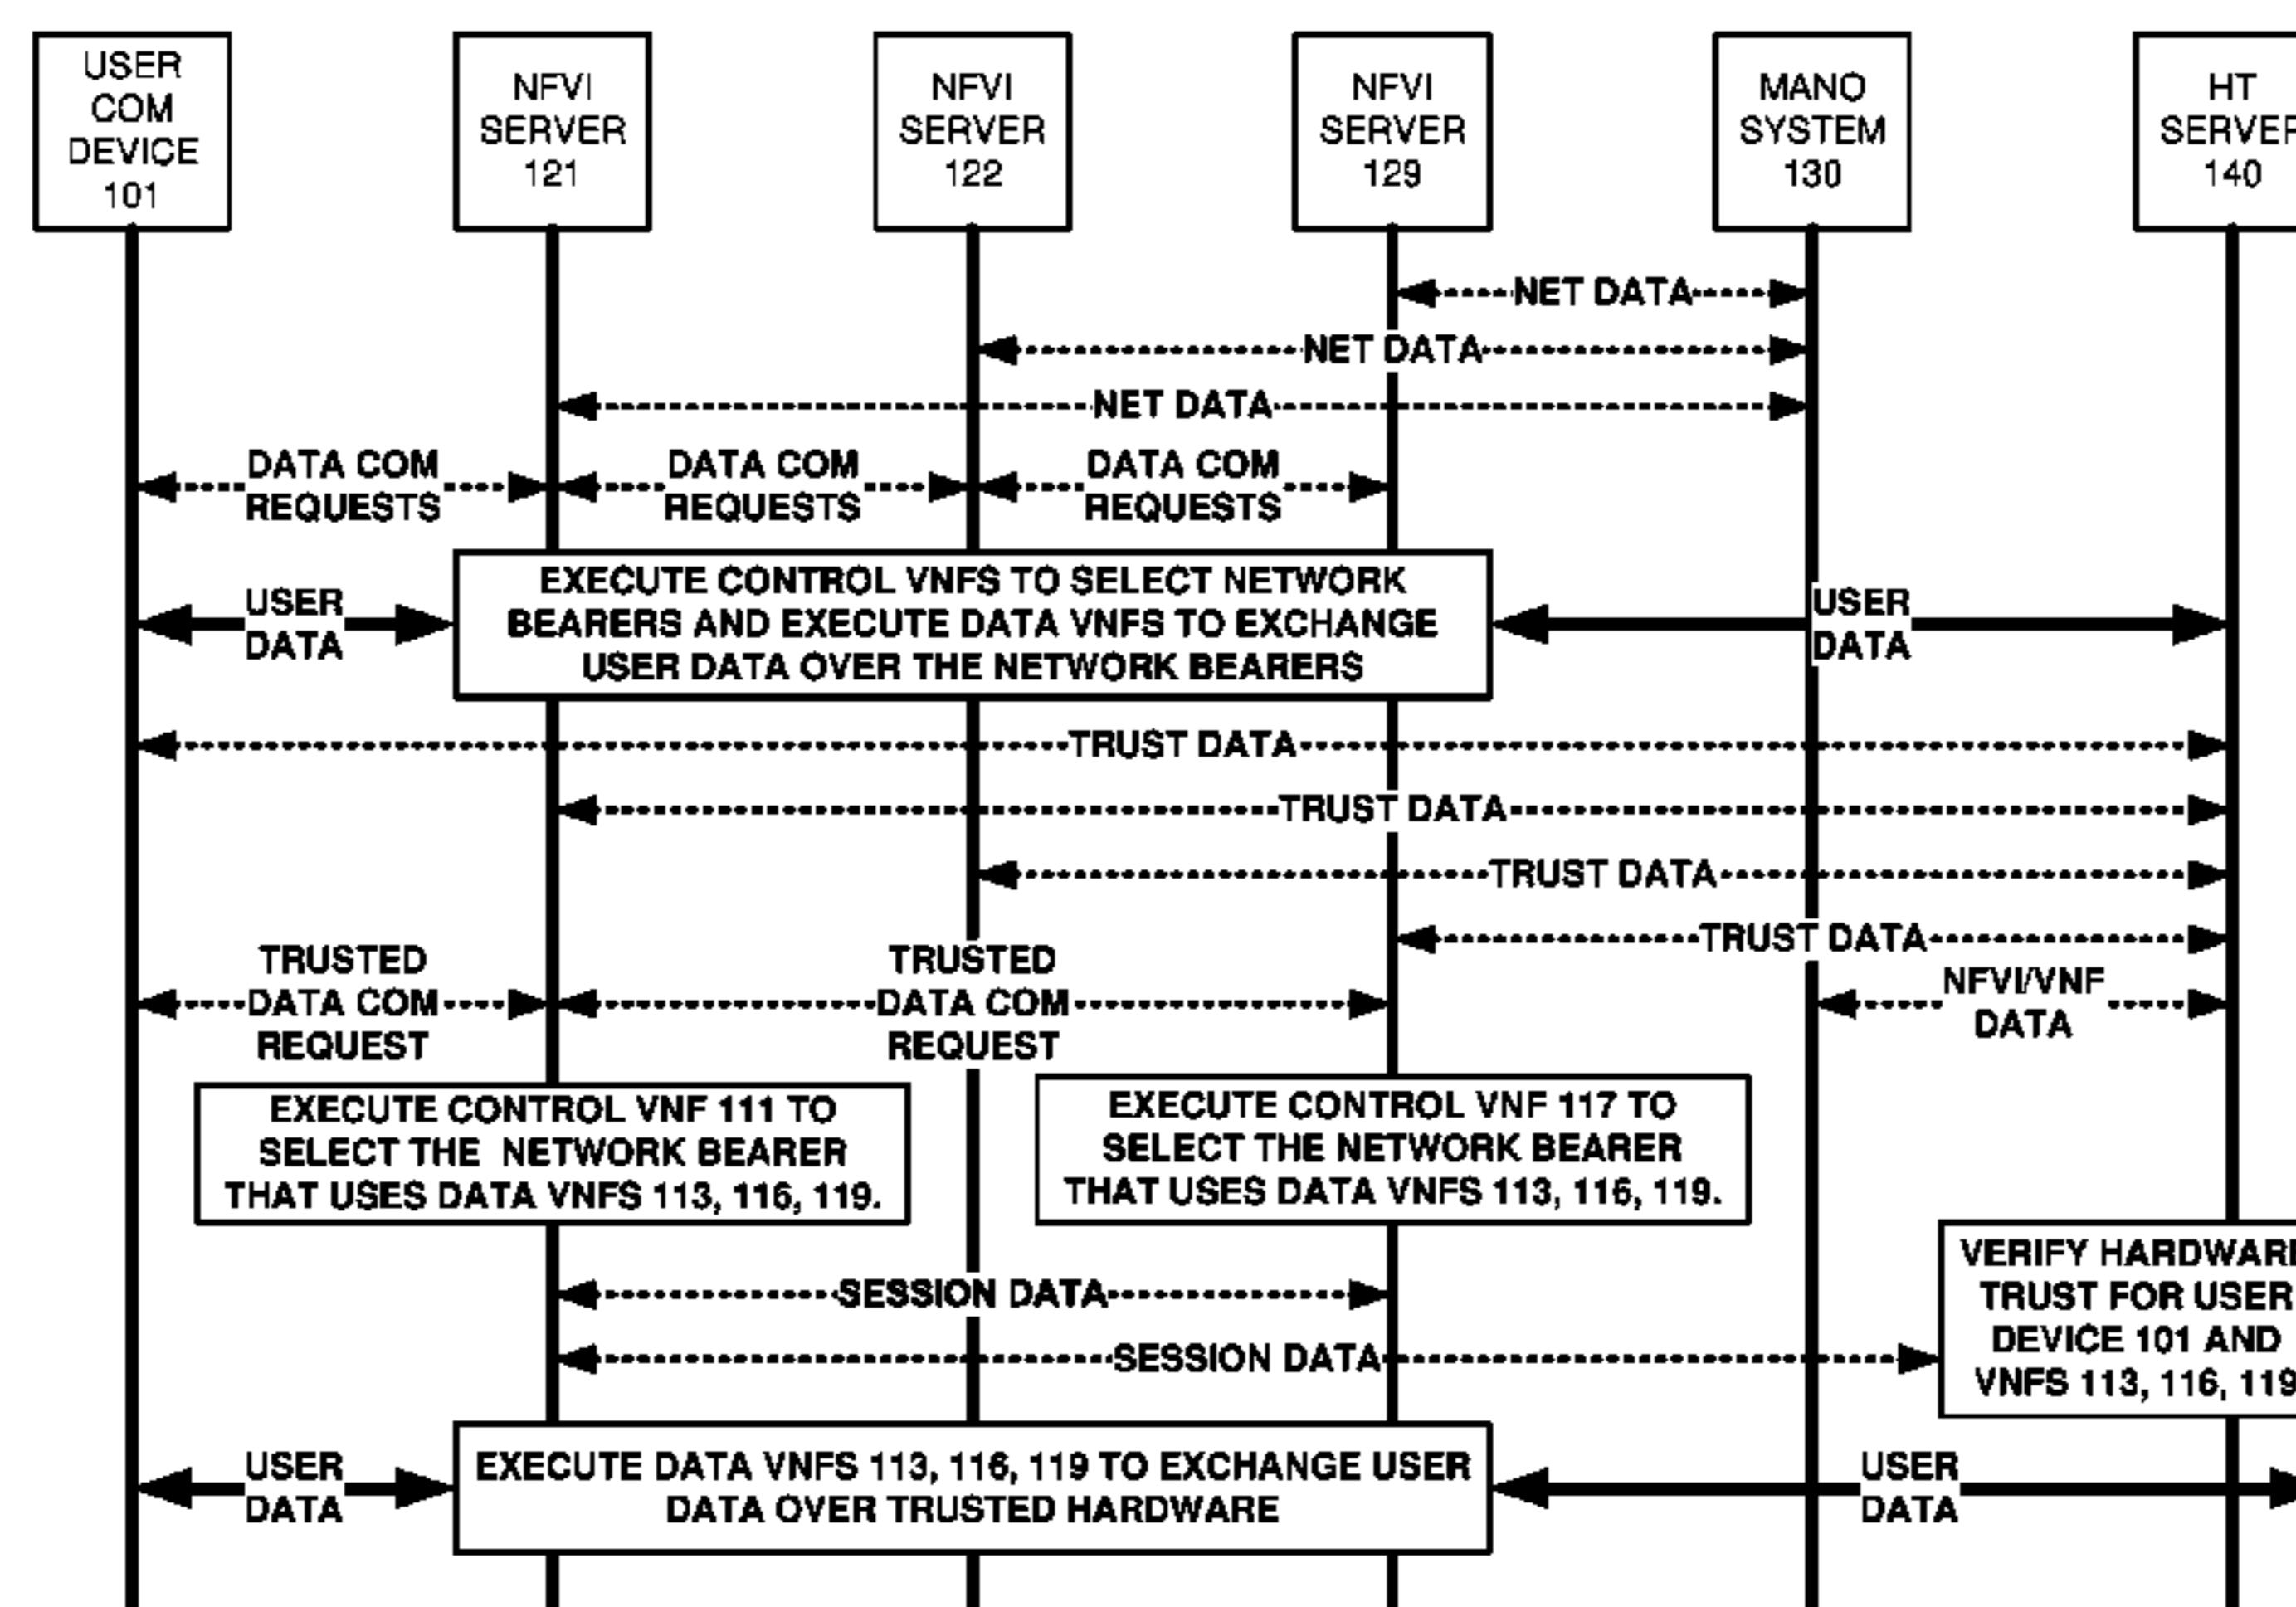 USER
COM
DEVICE
101
NFVI
SERVER
121
NFVI
SERVER
122
NFVI
SERVER
129
MANO
SYSTEM
130
HT
SERVER
140
NET DATA
NET DATA
NET DATA
DATA COM
REQUESTS
DATA COM
REQUESTS
DATA COM
REQUESTS
EXECUTE CONTROL VNFS TO SELECT NETWORK
BEARERS AND EXECUTE DATA VNFS TO EXCHANGE
USER DATA OVER THE NETWORK BEARERS
USER
DATA
USER
DATA
TRUST DATA
TRUST DATA
TRUST DATA
TRUST DATA
TRUSTED
DATA COM
REQUEST
TRUSTED
DATA COM
REQUEST
NFVI/VNF
DATA
EXECUTE CONTROL VNF 111 TO
SELECT THE NETWORK BEARER
THAT USES DATA VNFS 113, 116, 119.
EXECUTE CONTROL VNF 117 TO
SELECT THE NETWORK BEARER
THAT USES DATA VNFS 113, 116, 119.
SESSION DATA
SESSION DATA
VERIFY HARDWARE
TRUST FOR USER
DEVICE 101 AND
VNFS 113, 116, 119
USER
DATA
EXECUTE DATA VNFS 113, 116, 119 TO EXCHANGE USER
DATA OVER TRUSTED HARDWARE
USER
DATA